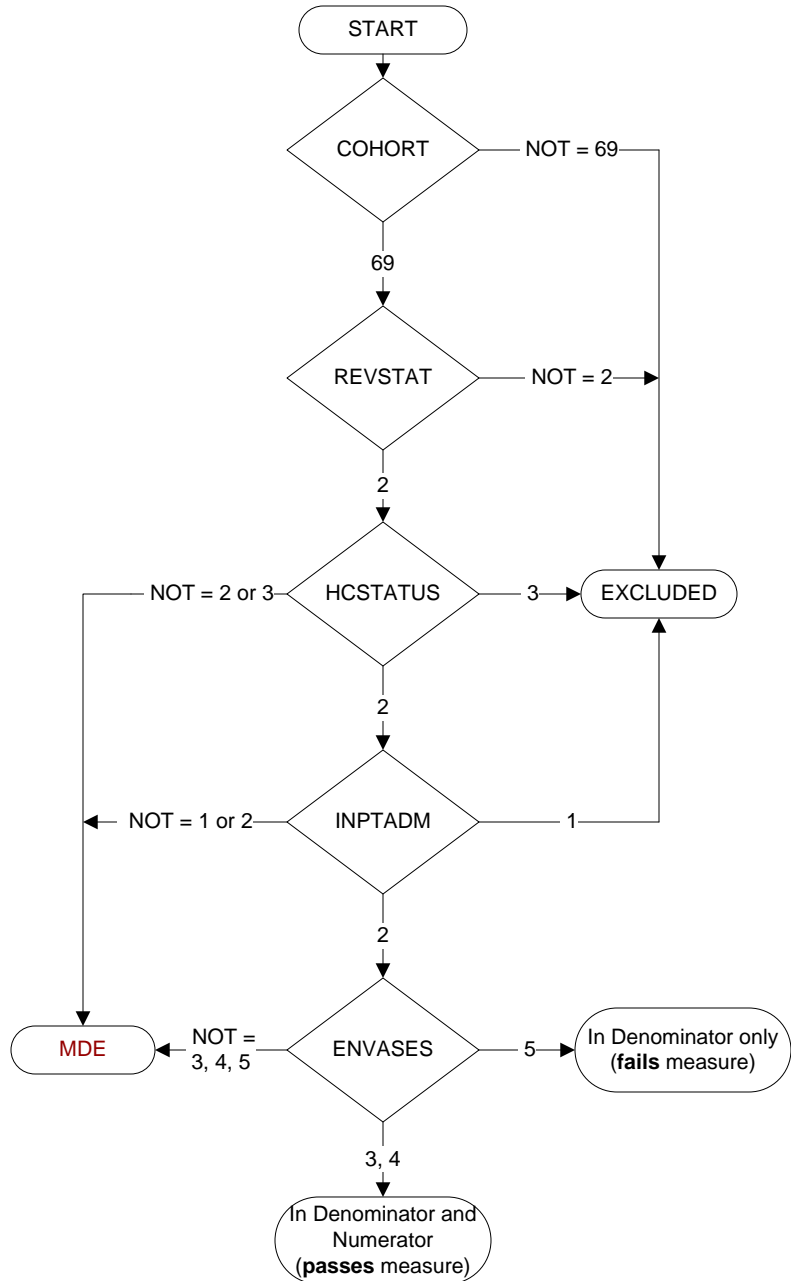 START
COHORT
NOT = 69
69
REVSTAT
NOT = 2
2
NOT = 2 or 3
HCSTATUS
3
EXCLUDED
2
NOT = 1 or 2
INPTADM
1
2
MDE
NOT =
3, 4, 5
ENVASES
5
In Denominator only
(fails measure)
3, 4
In Denominator and
Numerator
(passes measure)